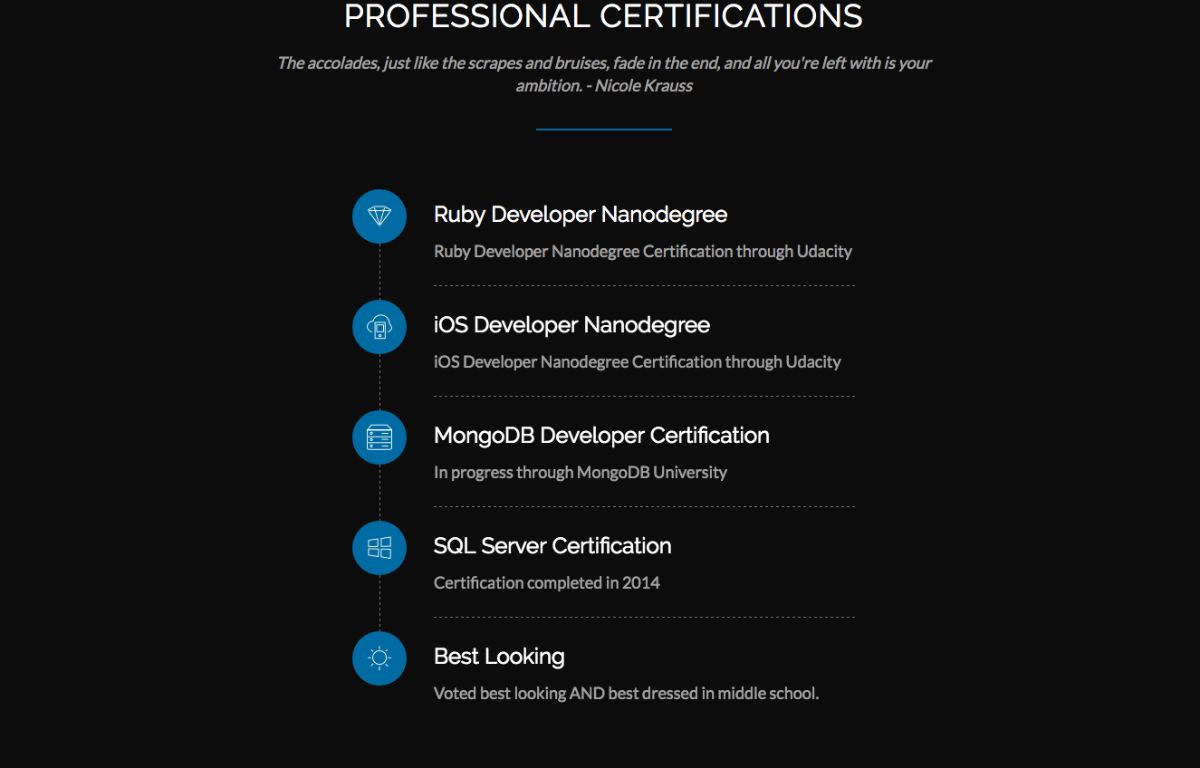 PROFESSIONAL CERTIFICATIONS
The accolades, just like the scrapes and bruises, fade in the end, and all you're left with is your
ambition. - Nicole Krauss
Ruby Developer Nanodegree
Ruby Developer Nanodegree Certification through Udacity
iOS Developer Nanodegree
iOS Developer Nanodegree Certification through Udacity
MongoDB Developer Certification
In progress through MongoDB University
SQL Server Certification
Certification completed in 2014
Best Looking
Voted best looking AND best dressed in middle school.